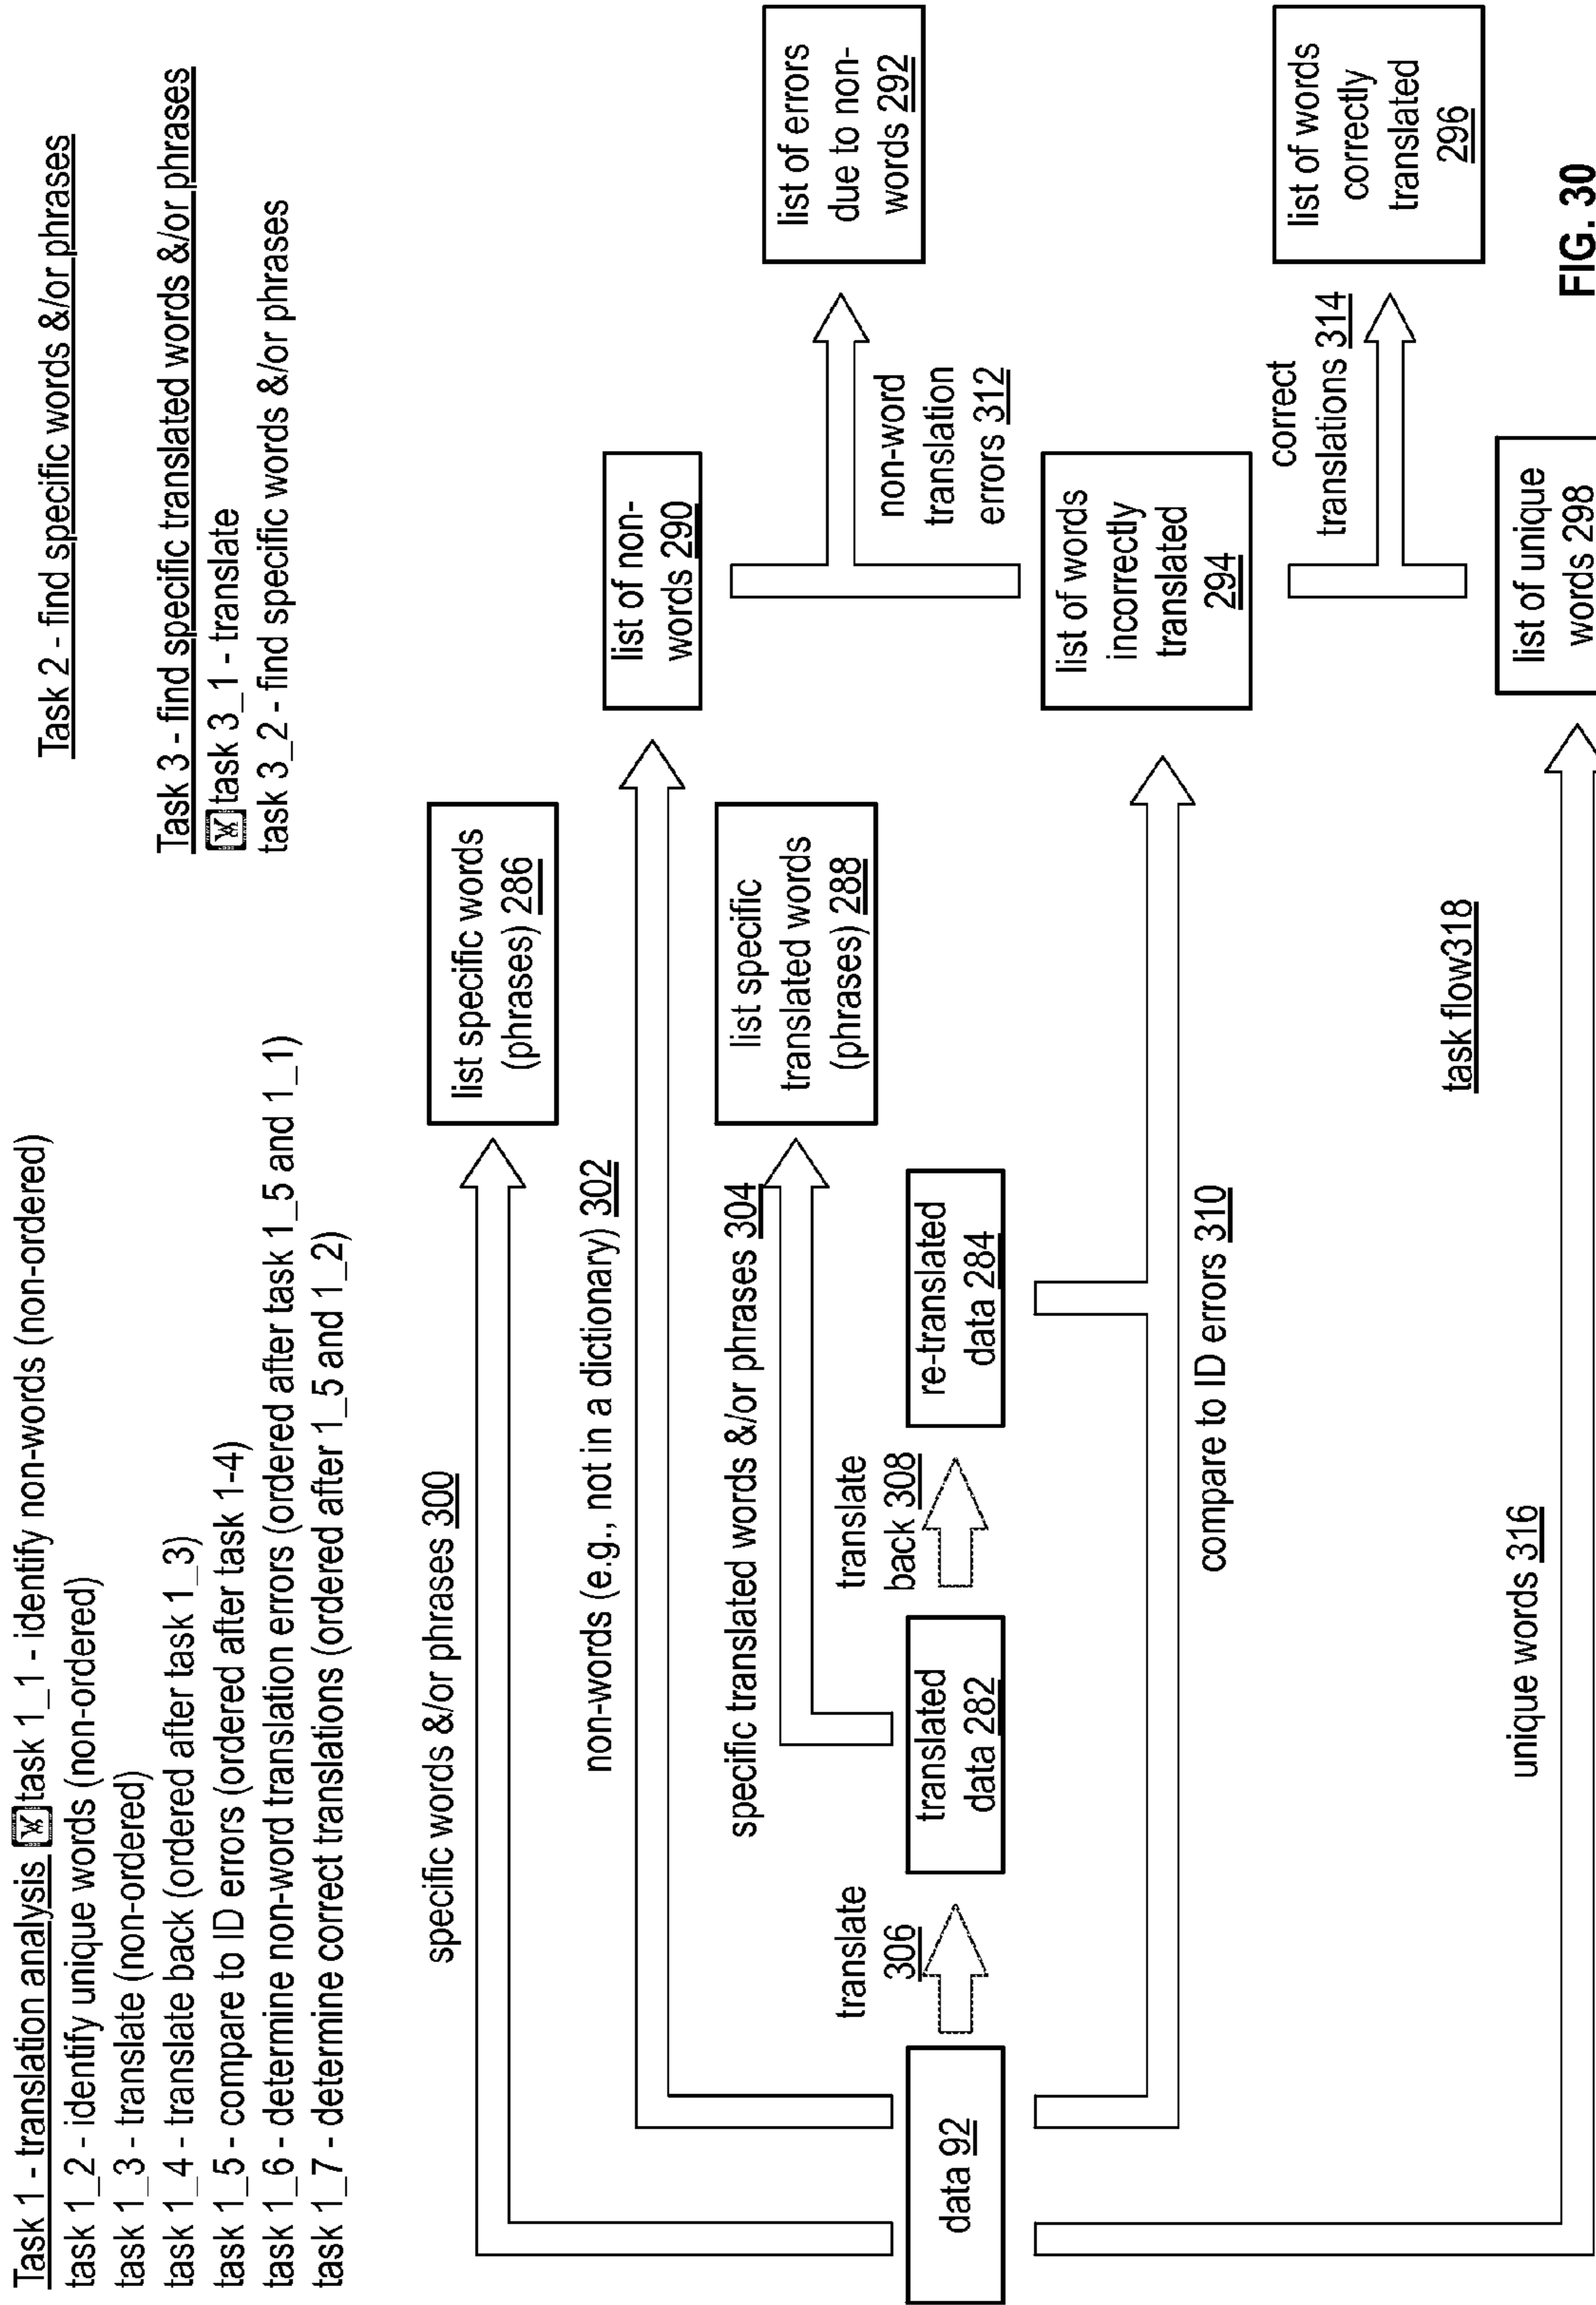 Task 1 - translation analysis task 1_1 - identify non-words (non-ordered)
task 1_2 - identify unique words (non-ordered)
task 1_3 - translate (non-ordered)
task 1_4 - translate back (ordered after task 1_3)
task 1_5 - compare to ID errors (ordered after task 1-4)
task 1_6 - determine non-word translation errors (ordered after task 1_5 and 1_1)
task 1_7 - determine correct translations (ordered after 1_5 and 1_2)
Task 2 - find specific words &/or phrases
Task 3 - find specific translated words &/or phrases
task 3_1 - translate
task 3_2 - find specific words &/or phrases
specific words &/or phrases 300
list specific words
(phrases) 286
non-words (e.g., not in a dictionary) 302
list of non-
words 290
specific translated words &/or phrases 304
list specific
translated words
(phrases) 288
list of errors
due to non-
words 292
non-word
translation
errors 312
data 92
translate
306
translated
data 282
translate
back 308
re-translated
data 284
list of words
incorrectly
translated
294
compare to ID errors 310
correct
translations 314
list of words
correctly
translated
296
task flow318
unique words 316
list of unique
words 298
FIG. 30